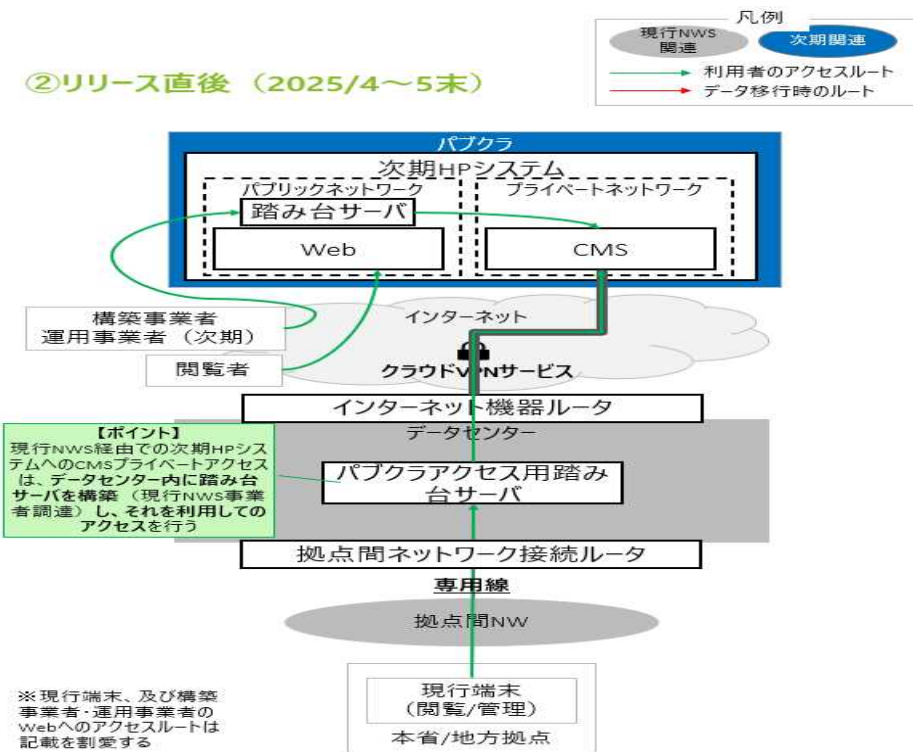 凡例
現行NWS
関連
次期関連
利用者のアクセスルート
データ移行時のルート
②リリース直後（2025/4～5末）
パブクラ
次期HPシステム
パブリックネットワーク
プライベートネットワーク
踏み台サーバ
Web
CMS
構築事業者
運用事業者（次期）
インターネット
閲覧者
クラウドVPNサービス
インターネット機器ルータ
データセンター
【ポイント】
現行NWS経由での次期HPシス
テムへのCMSプライベートアクセス
は、データセンター内に踏み台
サーバを構築（現行NWS事業
者調達）し、それを利用しての
アクセスを行う
パブクラアクセス用踏み
台サーバ
拠点間ネットワーク接続ルータ
専用線
拠点間NW
現行端末
（閲覧/管理）
本省/地方拠点
※現行端末、及び構築
事業者・運用事業者の
Webへのアクセスルートは
記載を割愛する